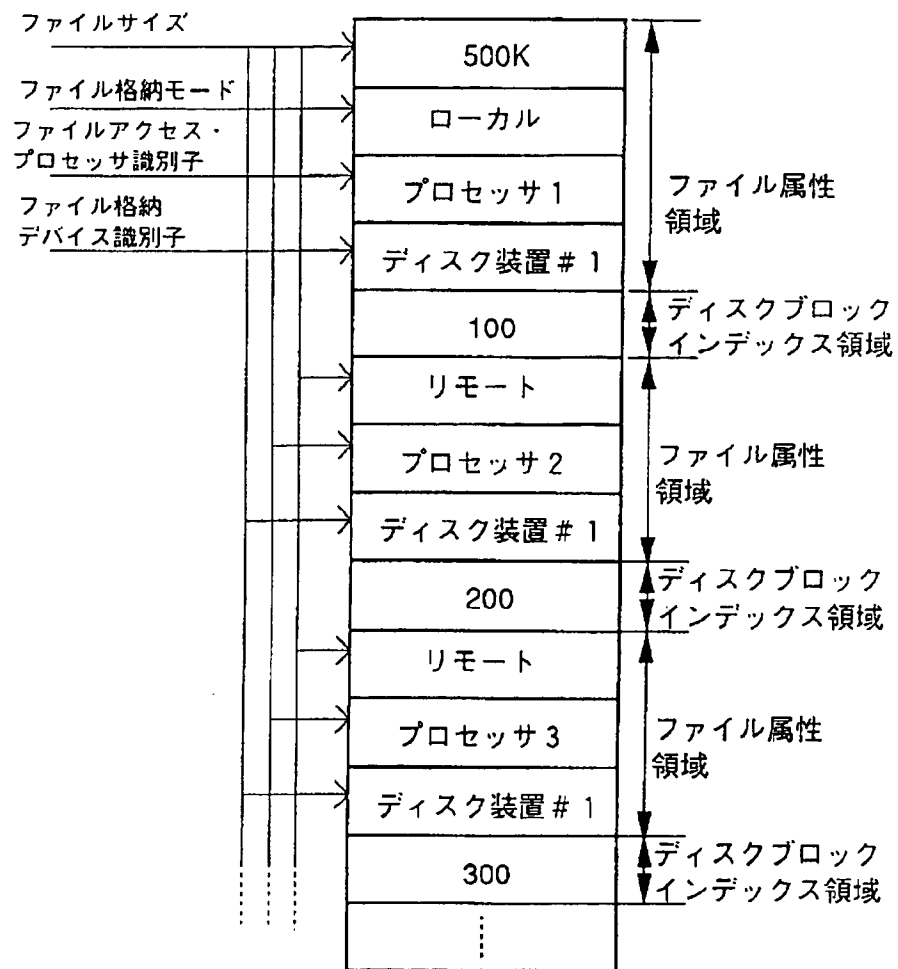 ファイルサイズ
ファイル格納モード
ファイルアクセス・
プロセッサ識別子
ファイル格納
デバイス識別子
500K
ローカル
プロセッサ1
ディスク装置#1
100
リモート
プロセッサ2
ディスク装置#1
200
リモート
プロセッサ3
ディスク装置#1
300
ファイル属性
領域
ディスクブロック
インデックス領域
ファイル属性
領域
ディスクブロック
インデックス領域
ファイル属性
領域
ディスクブロック
インデックス領域